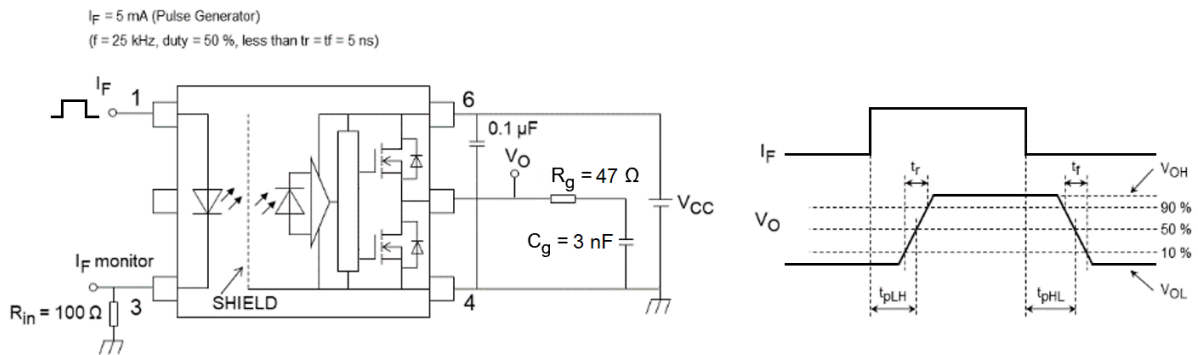 IF = 5 mA (Pulse Generator)
(f = 25 kHz, duty = 50 %, less than tr = tf = 5 ns)
IF
1
6
0.1 μF
VO
Rg = 47 Ω
VCC
Cg = 3 nF
IF monitor
Rin = 100 Ω
3
SHIELD
4
IF
tr
tf
VOH
90 %
VO
50 %
10 %
tpLH
tpHL
VOL